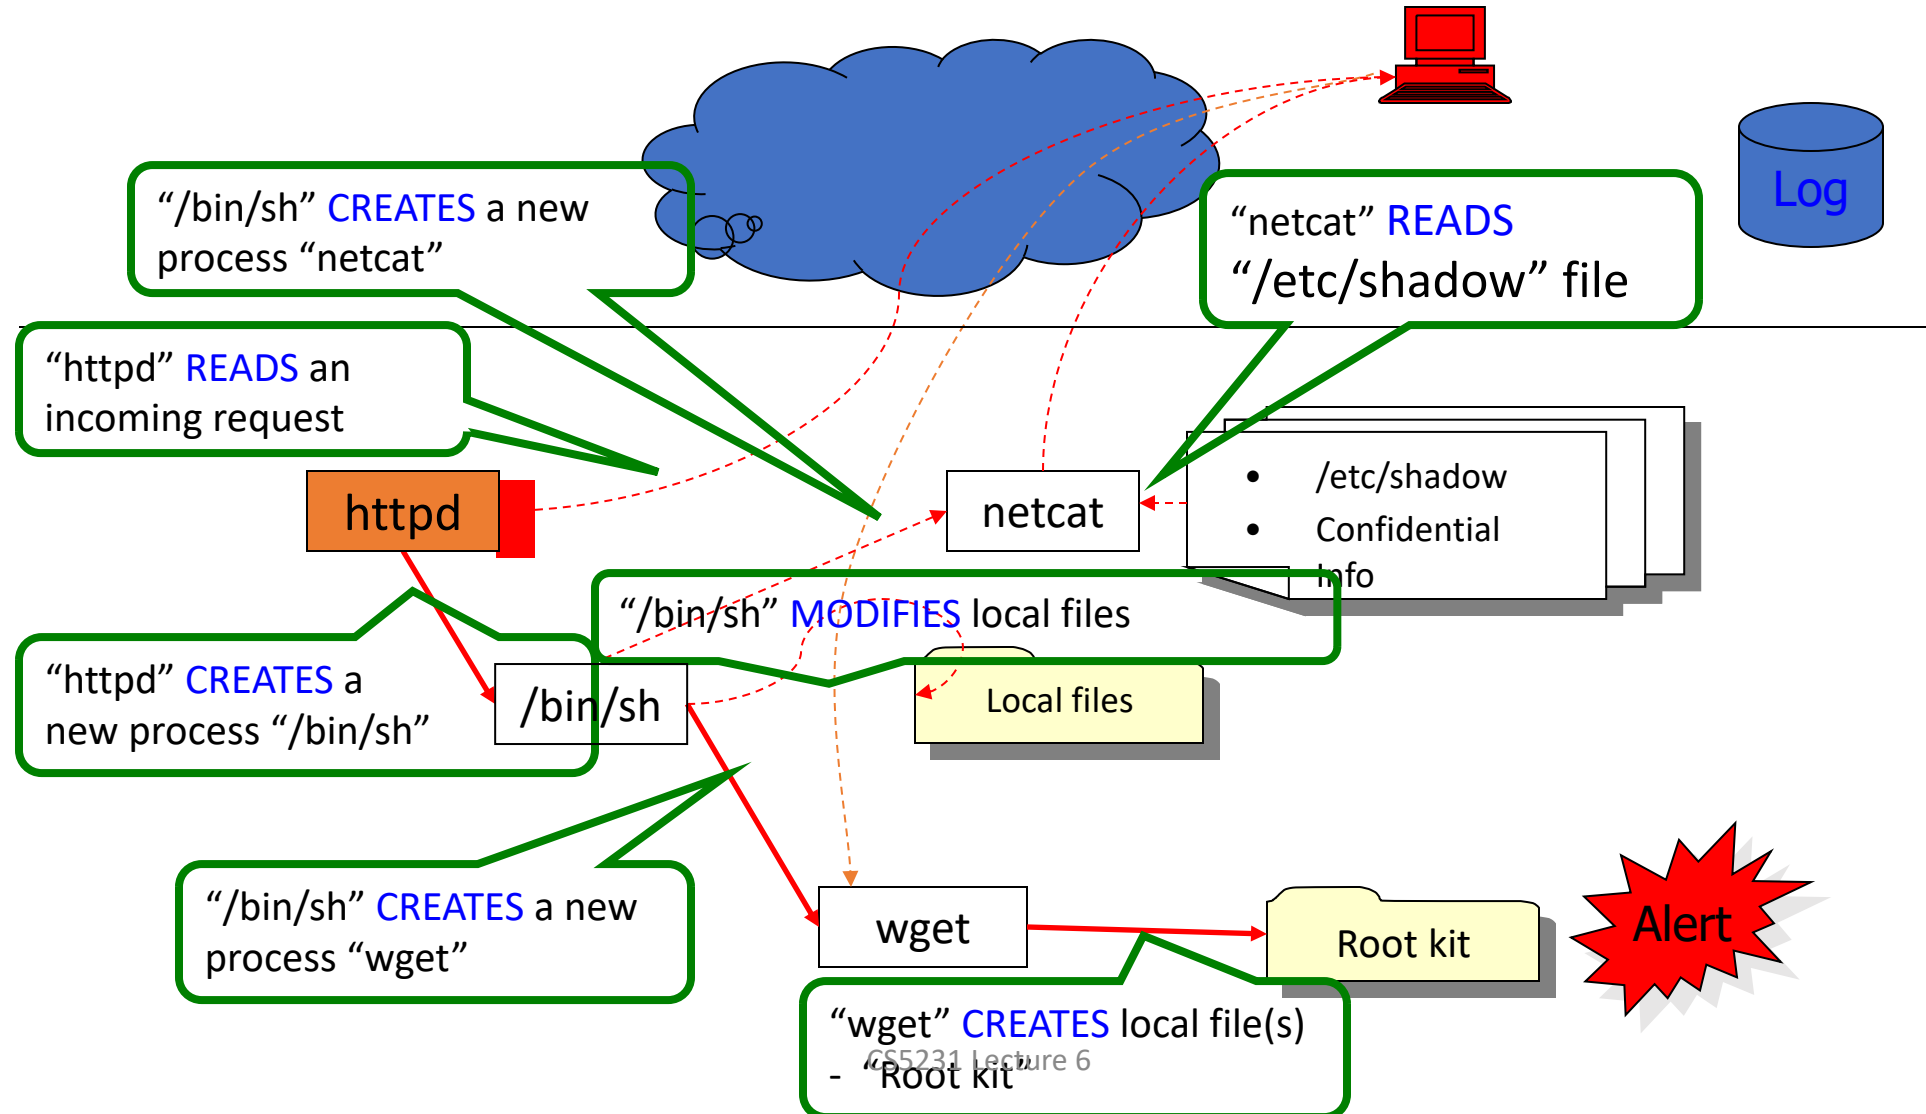 “/bin/sh” CREATES a new
process “netcat”
“netcat” READS
“/etc/shadow” file
Log
“httpd” READS an
incoming request
httpd
netcat
• /etc/shadow
• Confidential
Info
“/bin/sh” MODIFIES local files
“httpd” CREATES a
new process “/bin/sh”
/bin/sh
Local files
“/bin/sh” CREATES a new
process “wget”
wget
Root kit
Alert
“wget” CREATES local file(s)
- “Root kit”
CS5231 Lecture 6